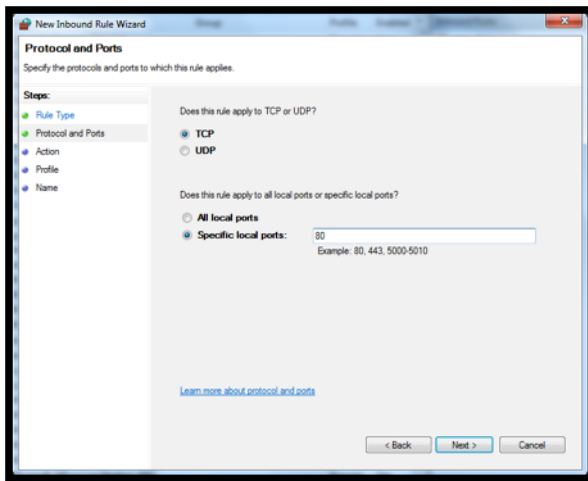 New Inbound Rule Wizard
Protocol and Ports
Specify the protocols and ports to which this rule applies.
Steps:
Rule Type
Protocol and Ports
Action
Profile
Name
Does this rule apply to TCP or UDP?
TCP
UDP
Does this rule apply to all local ports or specific local ports?
All local ports
Specific local ports:
80
Example: 80, 443, 5000-5010
Learn more about protocol and ports
< Back
Next >
Cancel